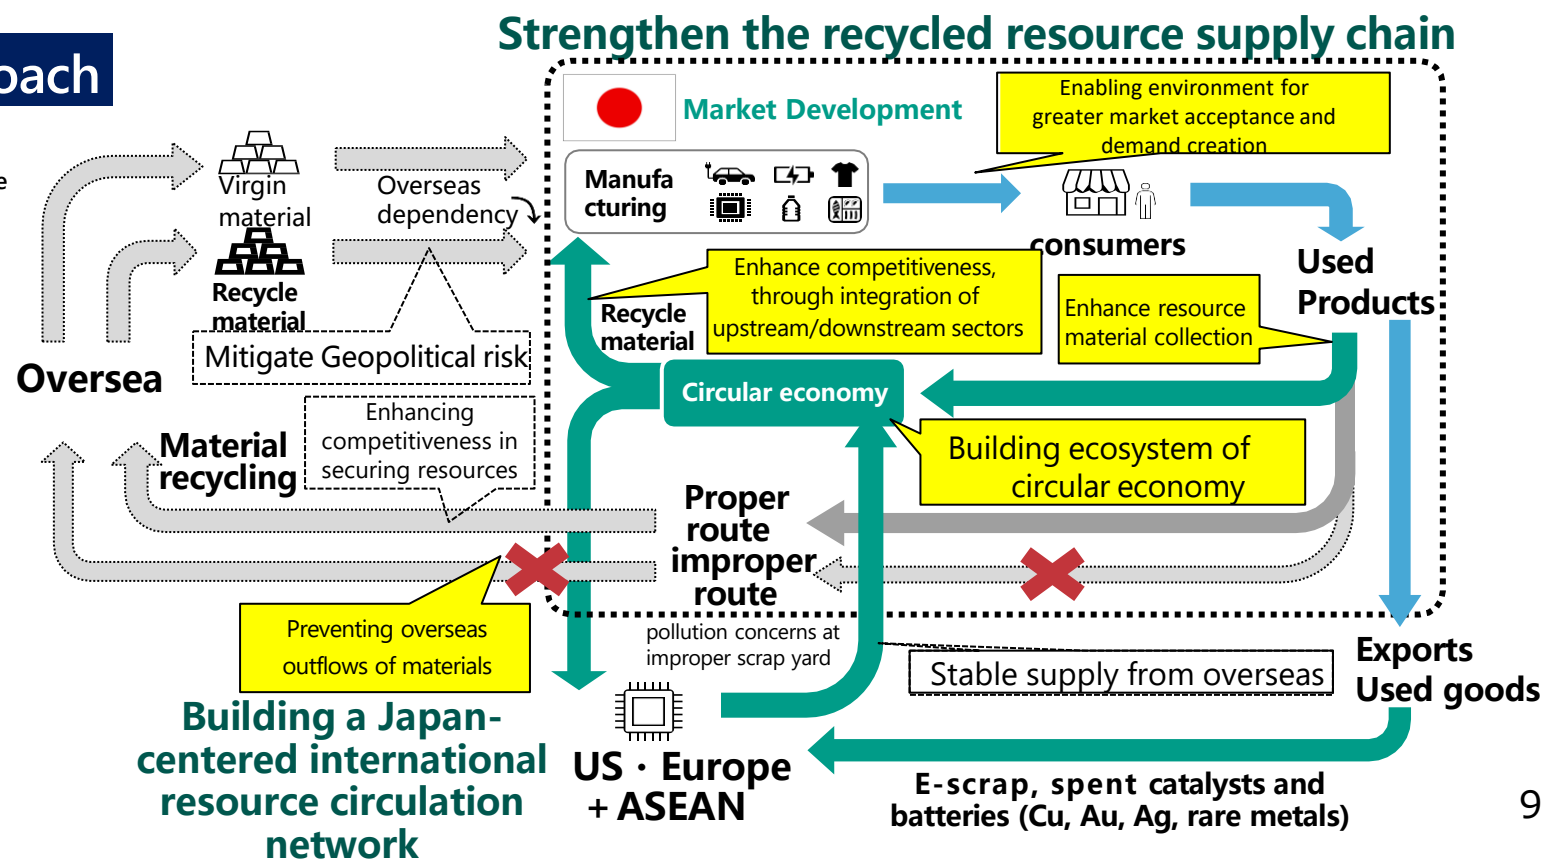 Strengthen the recycled resource supply chain
oach
e
Market Development
Enabling environment for
greater market acceptance and
demand creation
Virgin
material
Overseas
dependency
Manufa
cturing
consumers
Recycle
material
Mitigate Geopolitical risk
Oversea
Recycle
material
Enhance competitiveness,
through integration of
upstream/downstream sectors
Enhance resource
material collection
Used
Products
Circular economy
Enhancing
competitiveness in
securing resources
Material
recycling
Building ecosystem of
circular economy
Proper
route
improper
route
Preventing overseas
outflows of materials
pollution concerns at
improper scrap yard
Stable supply from overseas
Exports
Used goods
Building a Japan-
centered international
resource circulation
network
US・Europe
+ ASEAN
E-scrap, spent catalysts and
batteries (Cu, Au, Ag, rare metals)
9